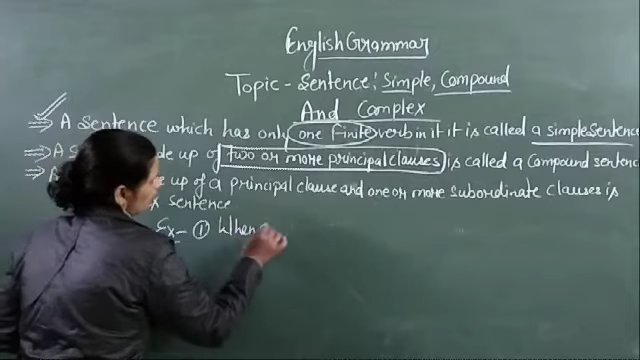 English Grammar
Topic - Sentence: Simple, Compound
And Complex
⇒ A sentence which has only one finite verb in it it is called a simple sentence
⇒ A up of two or more principal clauses is called a compound sentence
⇒ up of a principal clause and one or more subordinate clauses is
sentence
Ex- ① When